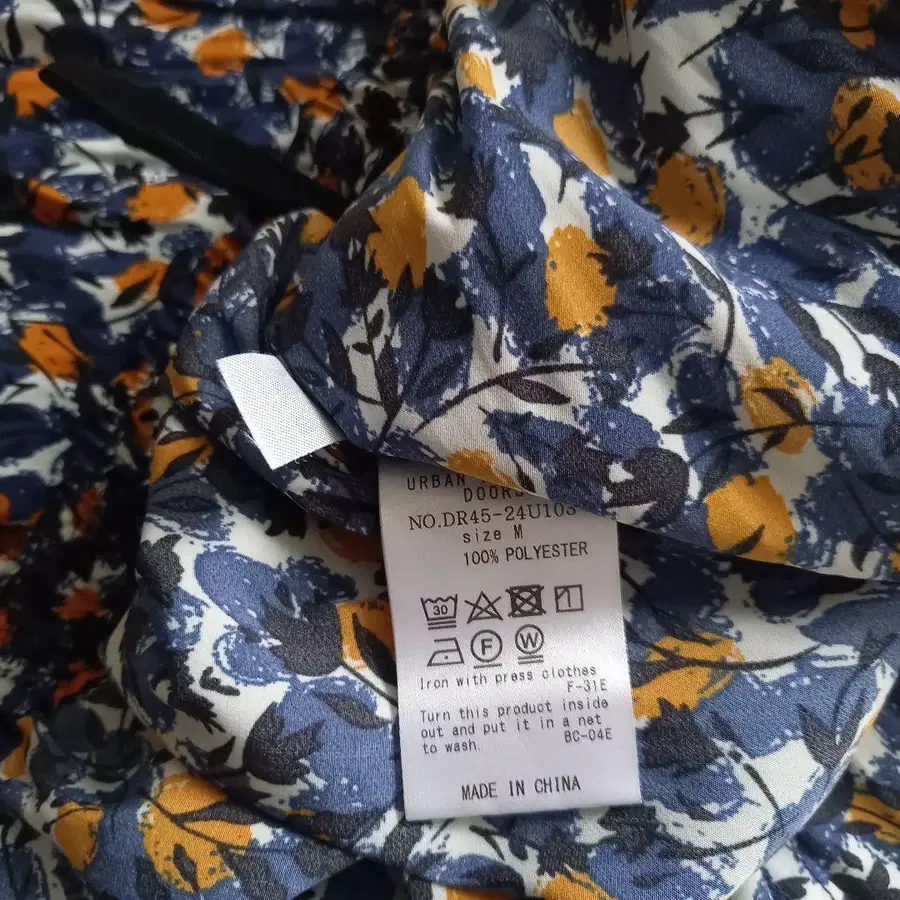 URBAN
DOORS
NO.DR45-24U103
size M
100% POLYESTER
30
F W
Iron with press clothes
F-31E
Turn this product inside
out and put it in a net
to wash.
BC-04E
MADE IN CHINA